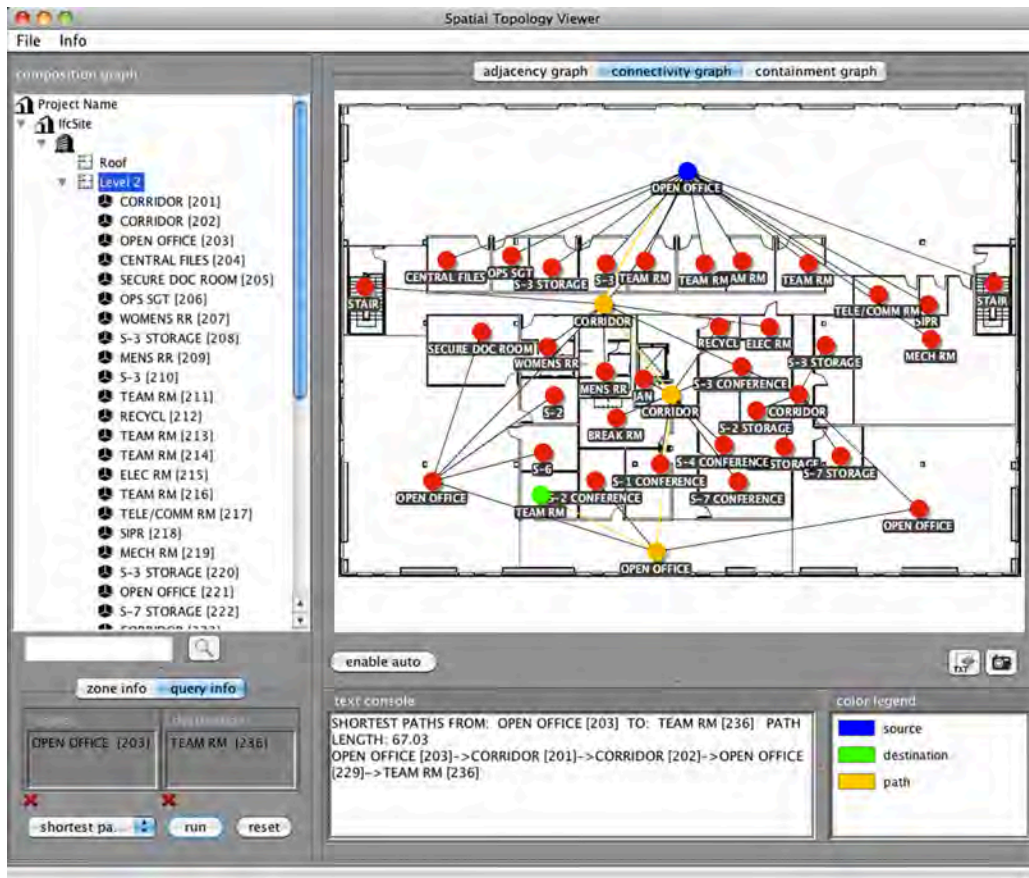 Spatial Topology Viewer
File Info
composition graph
Project Name
IfcSite
Roof
Level 2
CORRIDOR [201]
CORRIDOR [202]
OPEN OFFICE [203]
CENTRAL FILES [204]
SECURE DOC ROOM [205]
OPS SGT [206]
WOMENS RR [207]
S-3 STORAGE [208]
MENS RR [209]
S-3 [210]
TEAM RM [211]
RECYCL [212]
TEAM RM [213]
TEAM RM [214]
ELEC RM [215]
TEAM RM [216]
TELE/COMM RM [217]
SIPR [218]
MECH RM [219]
S-3 STORAGE [220]
OPEN OFFICE [221]
S-7 STORAGE [222]
zone info query info
OPEN OFFICE [203] TEAM RM [236]
shortest pa... run reset
adjacency graph connectivity graph containment graph
OPEN OFFICE
CENTRAL FILES OPS SGT S-3 STORAGE S-3 TEAM RM TEAM RM AM RM TEAM RM
STAIR TELE/COMM RM SIPR STAIR
CORRIDOR
SECURE DOC ROOM WOMENS RR RECYCL ELEC RM S-3 STORAGE MECH RM
MENS RR JAN S-3 CONFERENCE
S-2 CORRIDOR S-2 STORAGE CORRIDOR
BREAK RM
S-6 S-1 CONFERENCE S-4 CONFERENCE STORAGE S-7 STORAGE
OPEN OFFICE TEAM RM S-2 CONFERENCE S-7 CONFERENCE
OPEN OFFICE
OPEN OFFICE
enable auto
TXT
text console
SHORTEST PATHS FROM: OPEN OFFICE [203] TO: TEAM RM [236] PATH
LENGTH: 67.03
OPEN OFFICE [203]->CORRIDOR [201]->CORRIDOR [202]->OPEN OFFICE
[229]->TEAM RM [236]
color legend
source
destination
path